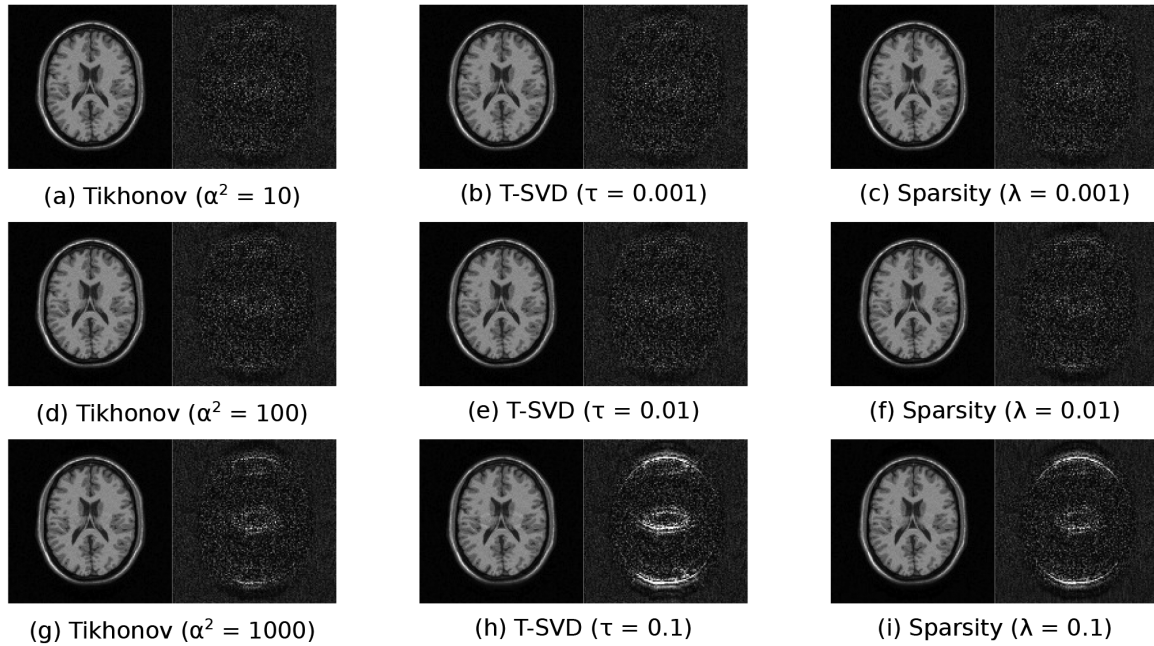 (a) Tikhonov (α² = 10)
(b) T-SVD (τ = 0.001)
(c) Sparsity (λ = 0.001)
(d) Tikhonov (α² = 100)
(e) T-SVD (τ = 0.01)
(f) Sparsity (λ = 0.01)
(g) Tikhonov (α² = 1000)
(h) T-SVD (τ = 0.1)
(i) Sparsity (λ = 0.1)